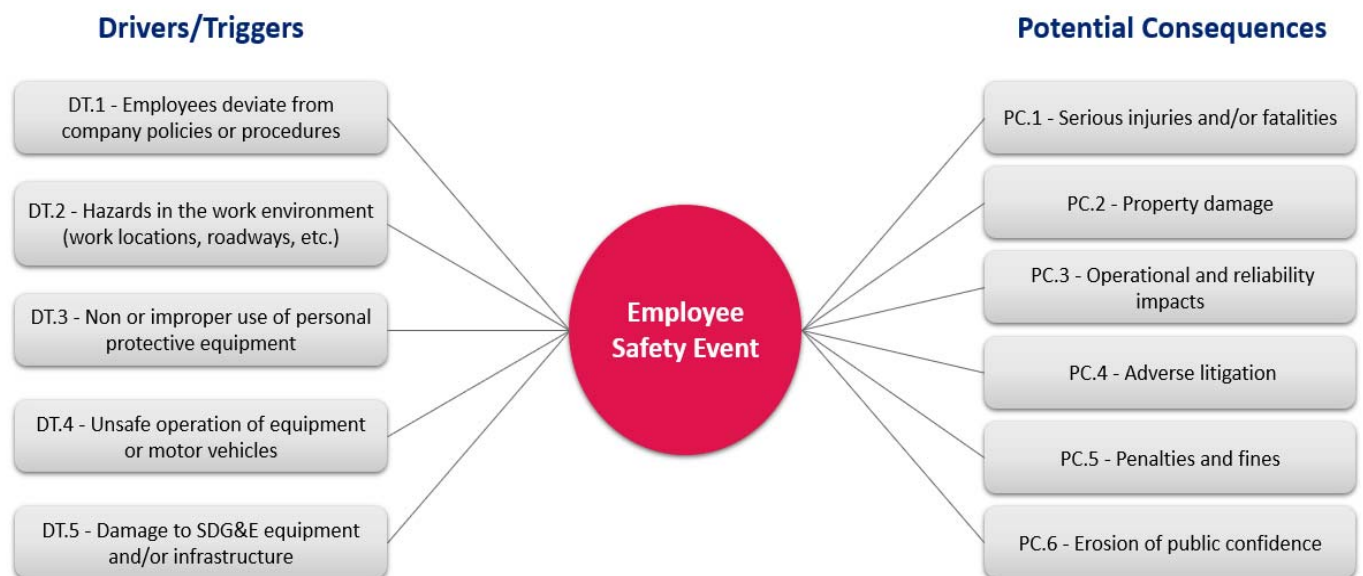 Drivers/Triggers
DT.1 - Employees deviate from
company policies or procedures
DT.2 - Hazards in the work environment
(work locations, roadways, etc.)
DT.3 - Non or improper use of personal
protective equipment
DT.4 - Unsafe operation of equipment
or motor vehicles
DT.5 - Damage to SDG&E equipment
and/or infrastructure
Employee
Safety Event
Potential Consequences
PC.1 - Serious injuries and/or fatalities
PC.2 - Property damage
PC.3 - Operational and reliability
impacts
PC.4 - Adverse litigation
PC.5 - Penalties and fines
PC.6 - Erosion of public confidence